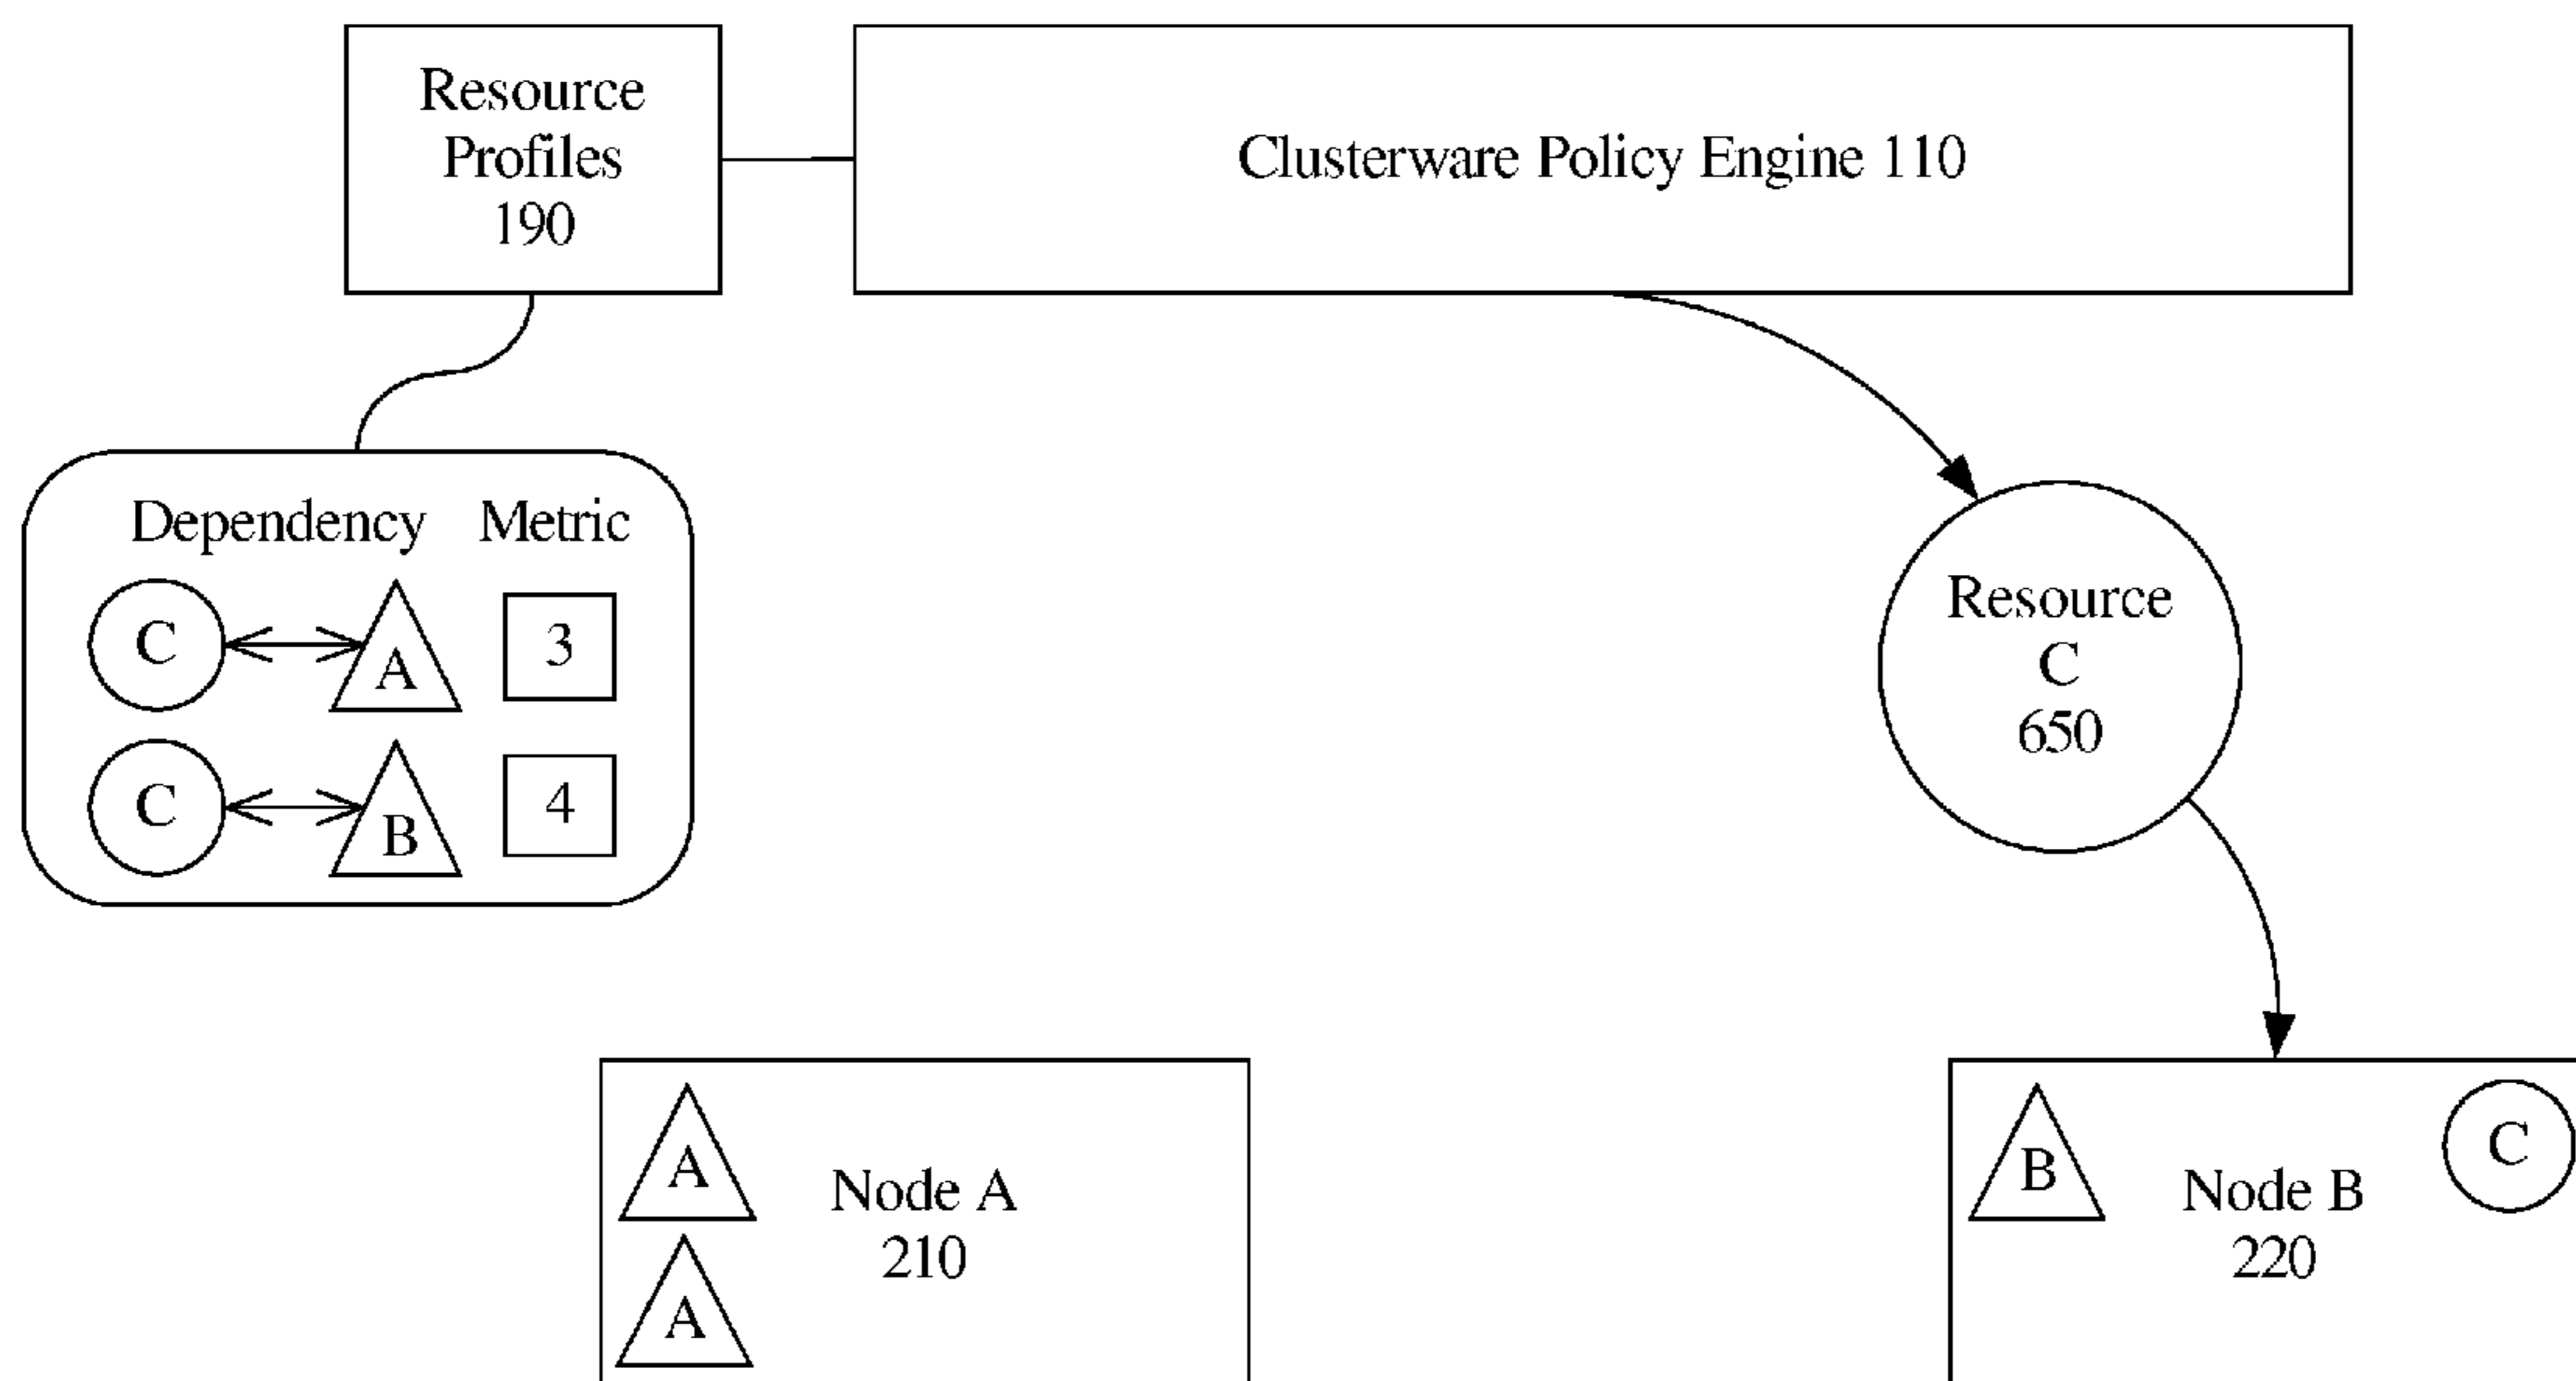 Resource
Profiles
190
Clusterware Policy Engine 110
Dependency Metric
C A 3
C B 4
Resource
C
650
A
Node A
210
A
B
Node B
220
C